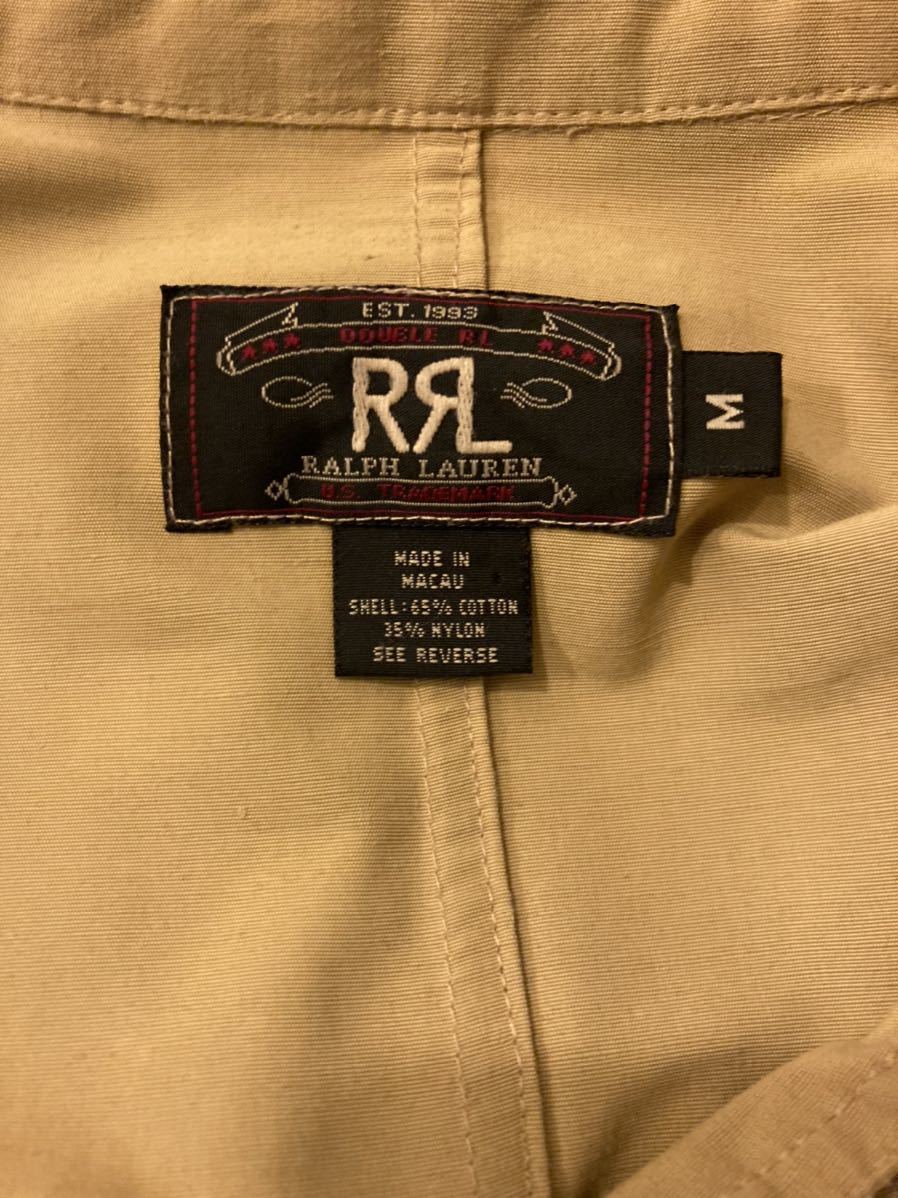 EST. 1993
DOUBLE RL
RRL
RALPH LAUREN
U.S. TRADEMARK
M
MADE IN
MACAU
SHELL: 65% COTTON
35% NYLON
SEE REVERSE